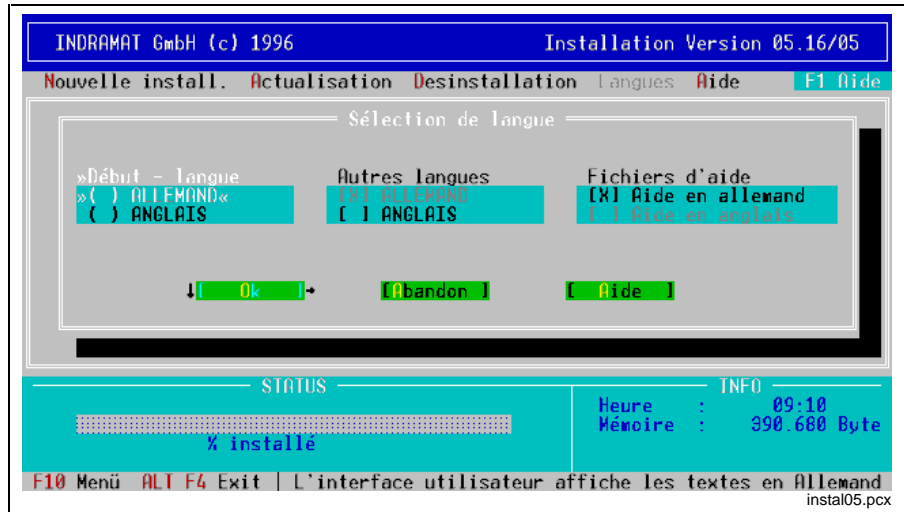 INDRAMAT GmbH (c) 1996 Installation Version 05.16/05
Nouvelle install. Actualisation Desinstallation Langues Aide F1 Aide
Sélection de langue
»Début - langue Autres langues Fichiers d'aide
»( ) ALLEMAND« [X] ALLEMAND [X] Aide en allemand
( ) ANGLAIS [ ] ANGLAIS [ ] Aide en anglais
[ Ok ] [Abandon ] [ Aide ]
STATUS INFO
Heure : 09:10
Mémoire : 390.680 Byte
% installé
F10 Menü ALT F4 Exit | L'interface utilisateur affiche les textes en Allemand
instal05.pcx